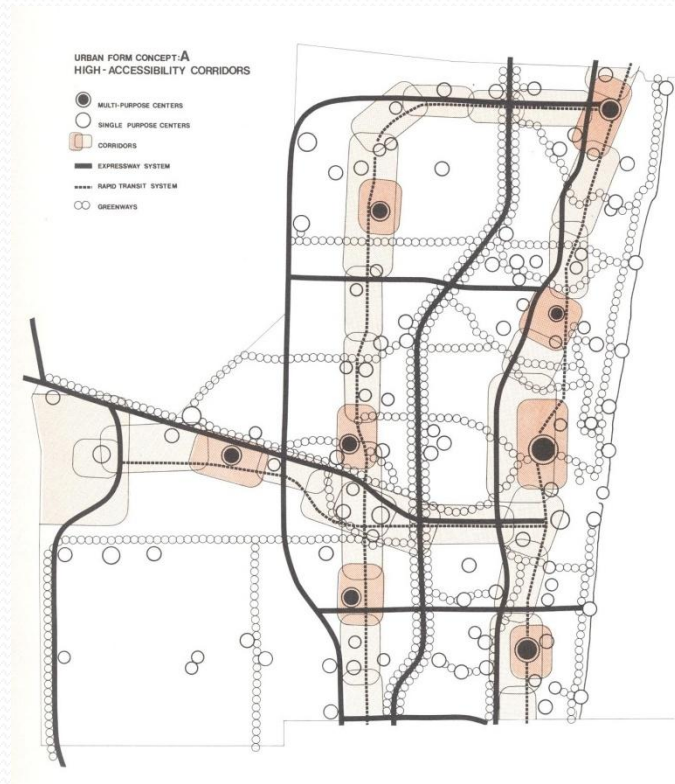 URBAN FORM CONCEPT:A
HIGH-ACCESSIBILITY CORRIDORS
MULTI-PURPOSE CENTERS
SINGLE PURPOSE CENTERS
CORRIDORS
EXPRESSWAY SYSTEM
RAPID TRANSIT SYSTEM
GREENWAYS